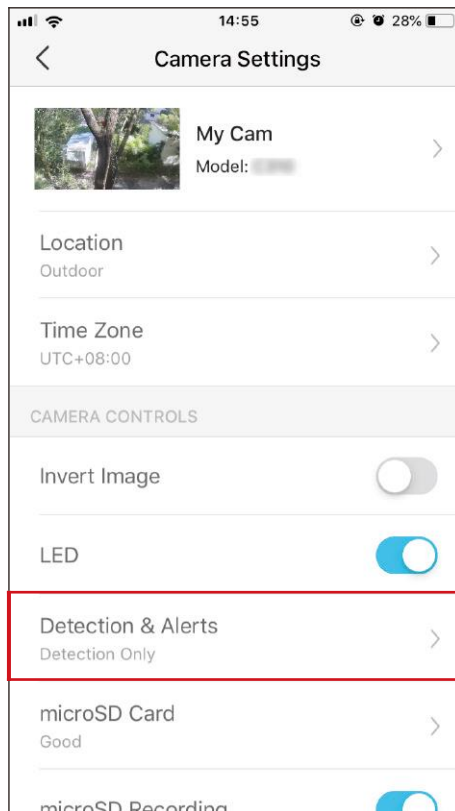 14:55
28%
Camera Settings
My Cam
Model:
Location
Outdoor
Time Zone
UTC+08:00
CAMERA CONTROLS
Invert Image
LED
Detection & Alerts
Detection Only
microSD Card
Good
microSD Recording